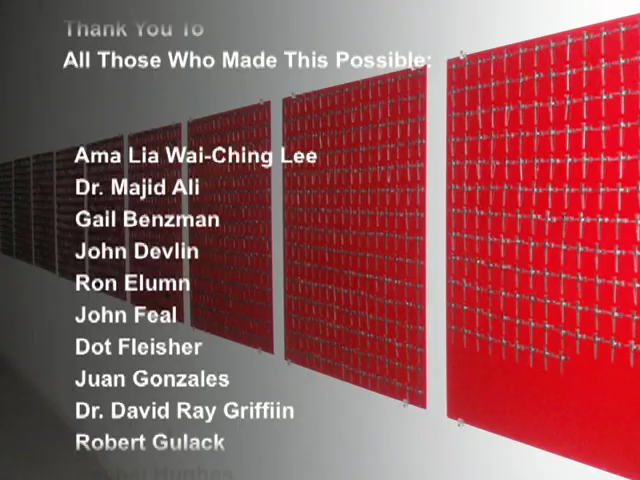 Thank You To
All Those Who Made This Possible:
Ama Lia Wai-Ching Lee
Dr. Majid Ali
Gail Benzman
John Devlin
Ron Elumn
John Feal
Dot Fleisher
Juan Gonzales
Dr. David Ray Griffiin
Robert Gulack